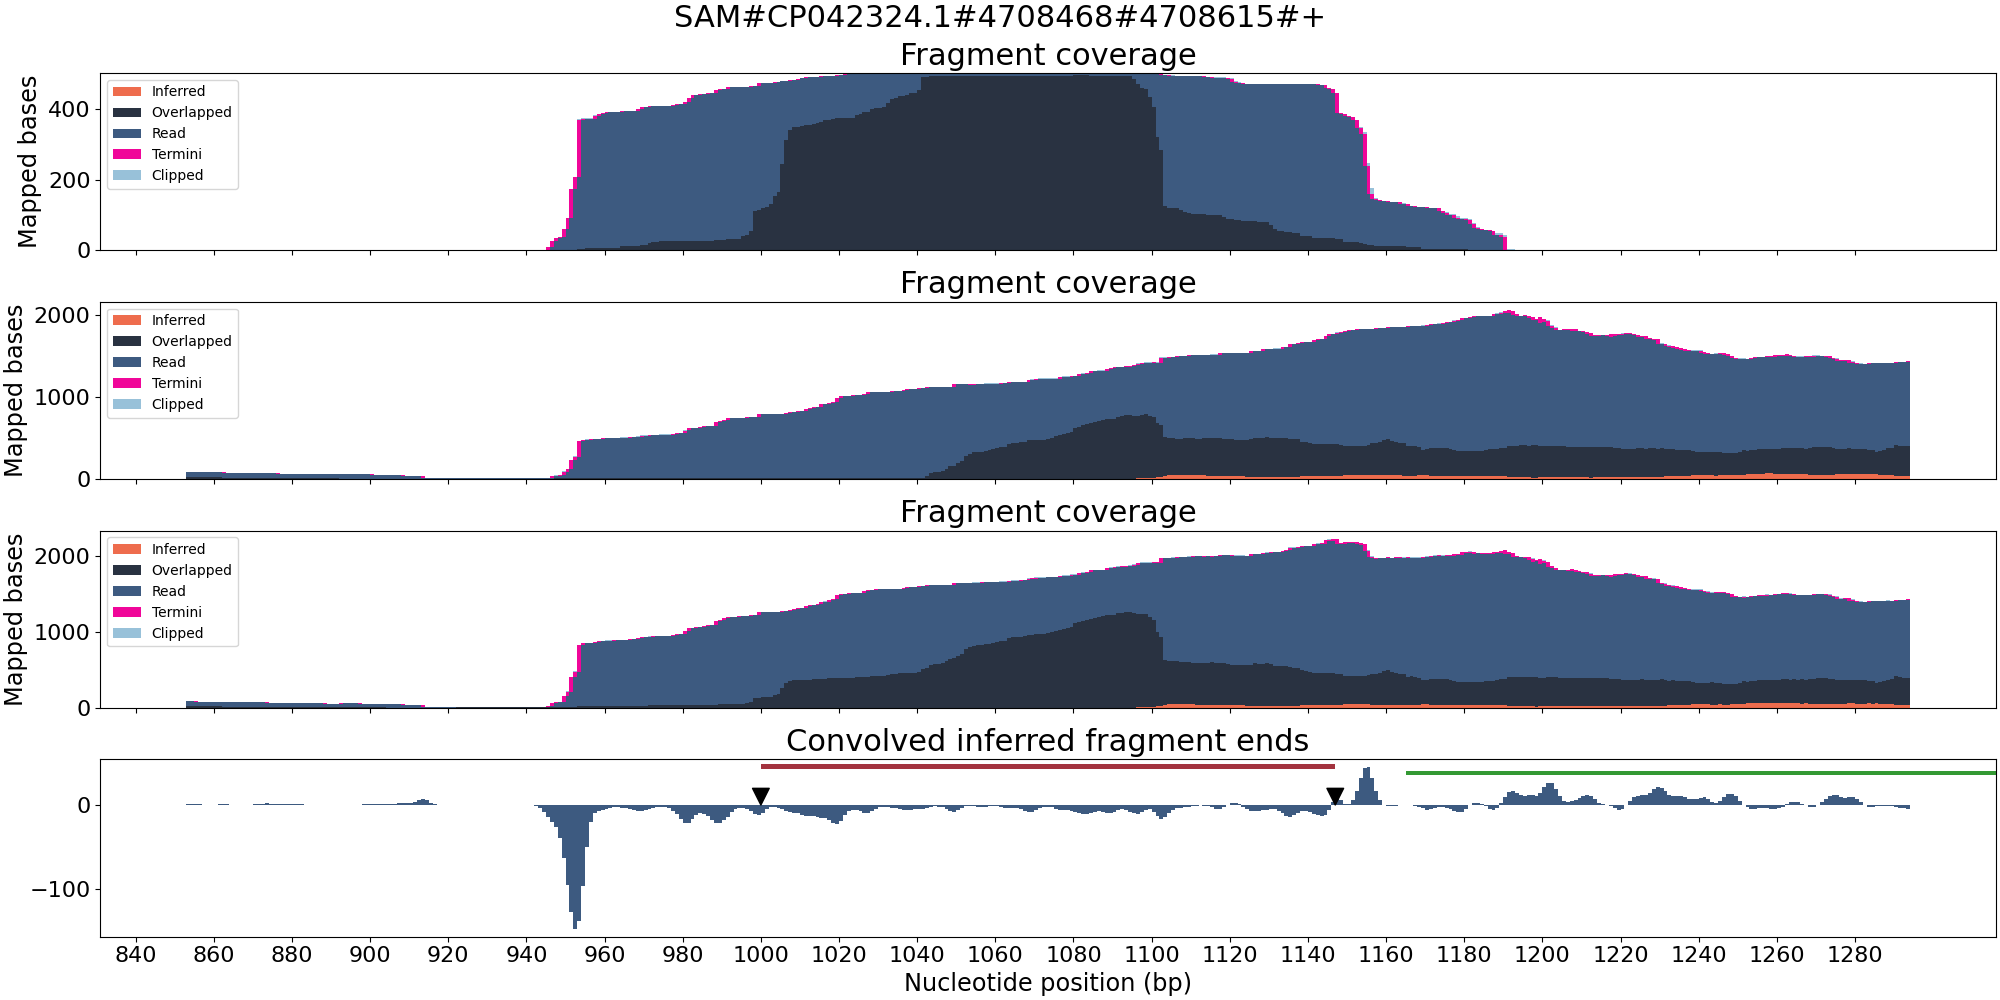 SAM#CP042324.1#4708468#4708615#+
Fragment coverage
Mapped bases
400
200
0
Inferred
Overlapped
Read
Termini
Clipped
Fragment coverage
Mapped bases
2000
1000
0
Inferred
Overlapped
Read
Termini
Clipped
Fragment coverage
Mapped bases
2000
1000
0
Inferred
Overlapped
Read
Termini
Clipped
Convolved inferred fragment ends
0
−100
840 860 880 900 920 940 960 980 1000 1020 1040 1060 1080 1100 1120 1140 1160 1180 1200 1220 1240 1260 1280
Nucleotide position (bp)